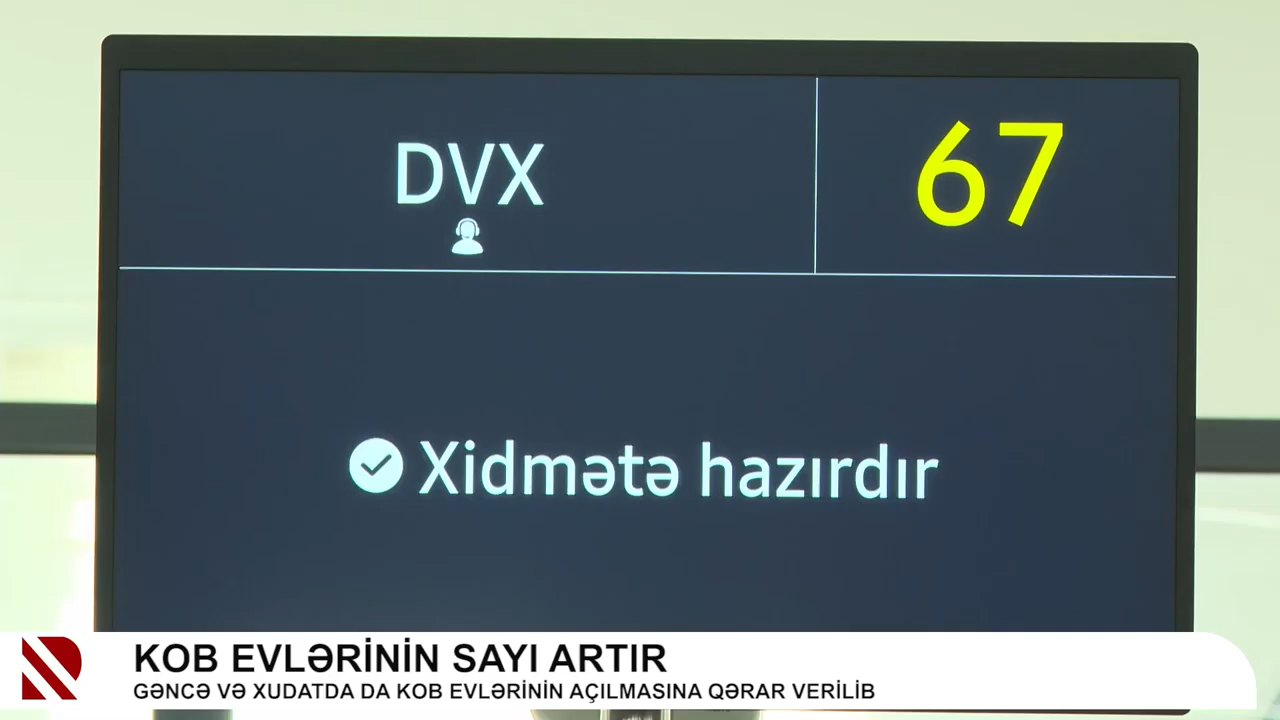 DVX
67
Xidmətə hazırdır
KOB EVLƏRİNİN SAYI ARTIR
GƏNCƏ VƏ XUDATDA DA KOB EVLƏRİNİN AÇILMASINA QƏRAR VERİLİB